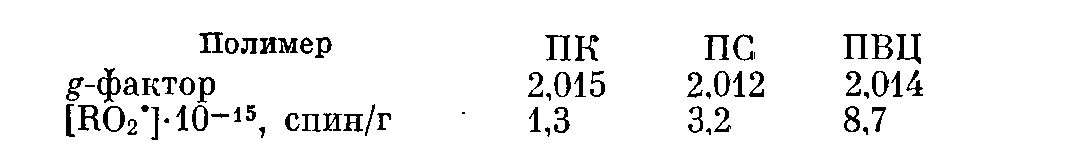 Полимер ПК ПС ПВЦ
g-фактор 2,015 2,012 2,014
[RO₂•]·10⁻¹⁵, спин/г 1,3 3,2 8,7